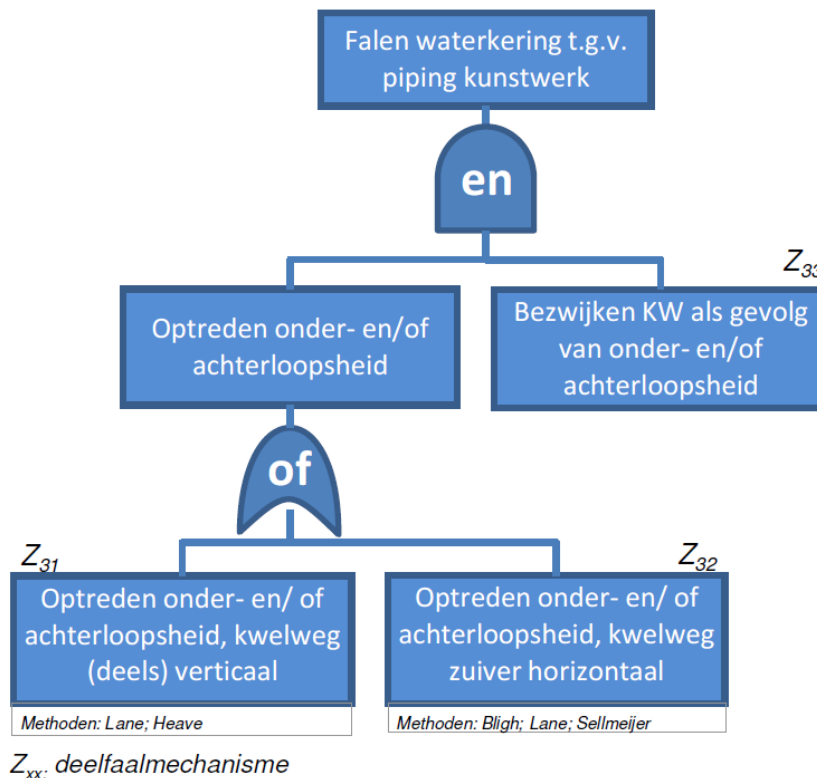 Falen waterkering t.g.v.
piping kunstwerk
en
Z33
Optreden onder- en/of
achterloopsheid
Bezwijken KW als gevolg
van onder- en/of
achterloopsheid
of
Z31
Z32
Optreden onder- en/ of
achterloopsheid, kwelweg
(deels) verticaal
Methoden: Lane; Heave
Optreden onder- en/ of
achterloopsheid, kwelweg
zuiver horizontaal
Methoden: Bligh; Lane; Sellmeijer
Zxx: deelfaalmechanisme